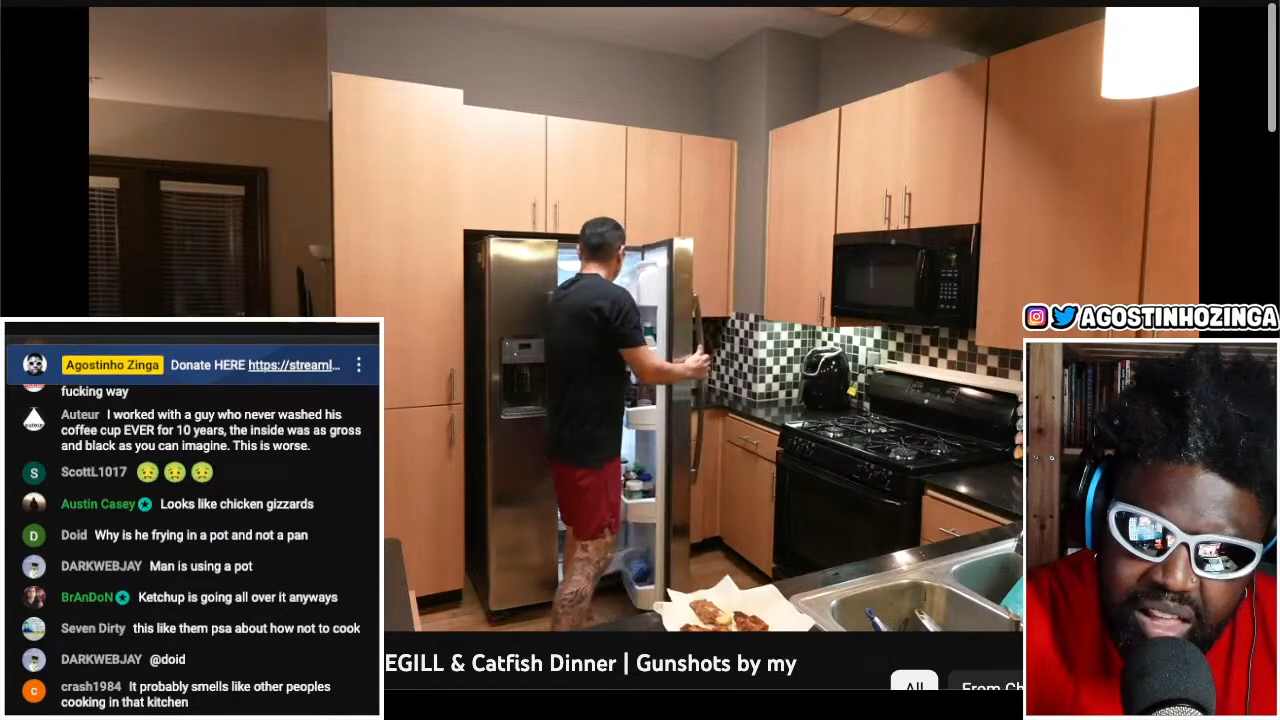 AGOSTINHOZINGA
Agostinho Zinga Donate HERE https://streaml...
fucking way
Auteur I worked with a guy who never washed his
coffee cup EVER for 10 years, the inside was as gross
and black as you can imagine. This is worse.
ScottL1017 🤢 🤢 🤢
Austin Casey Looks like chicken gizzards
Doid Why is he frying in a pot and not a pan
DARKWEBJAY Man is using a pot
BrAnDoN Ketchup is going all over it anyways
Seven Dirty this like them psa about how not to cook
DARKWEBJAY @doid
crash1984 It probably smells like other peoples
cooking in that kitchen
EGILL & Catfish Dinner | Gunshots by my
All
From Ch